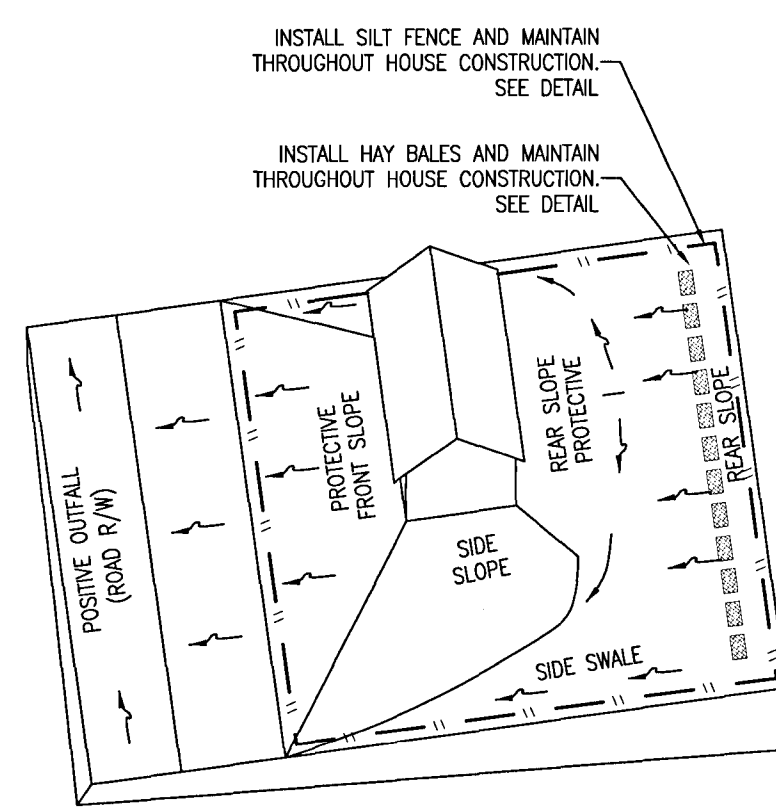 INSTALL SILT FENCE AND MAINTAIN
THROUGHOUT HOUSE CONSTRUCTION.
SEE DETAIL
INSTALL HAY BALES AND MAINTAIN
THROUGHOUT HOUSE CONSTRUCTION.
SEE DETAIL
POSITIVE OUTFALL
(ROAD R/W)
PROTECTIVE
FRONT SLOPE
REAR SLOPE
PROTECTIVE
REAR SLOPE
SIDE
SLOPE
SIDE SWALE